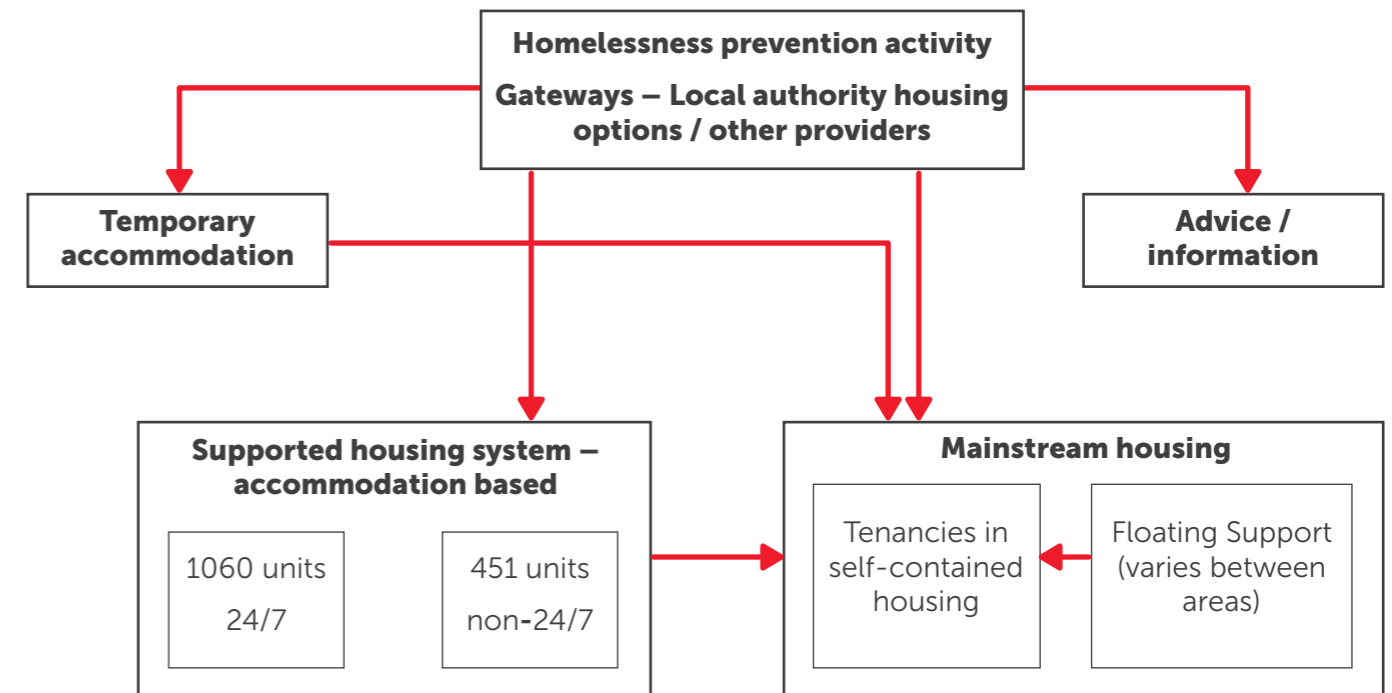 Homelessness prevention activity
Gateways – Local authority housing
options / other providers
Temporary
accommodation
Advice /
information
Supported housing system –
accommodation based
1060 units
24/7
451 units
non-24/7
Mainstream housing
Tenancies in
self-contained
housing
Floating Support
(varies between
areas)